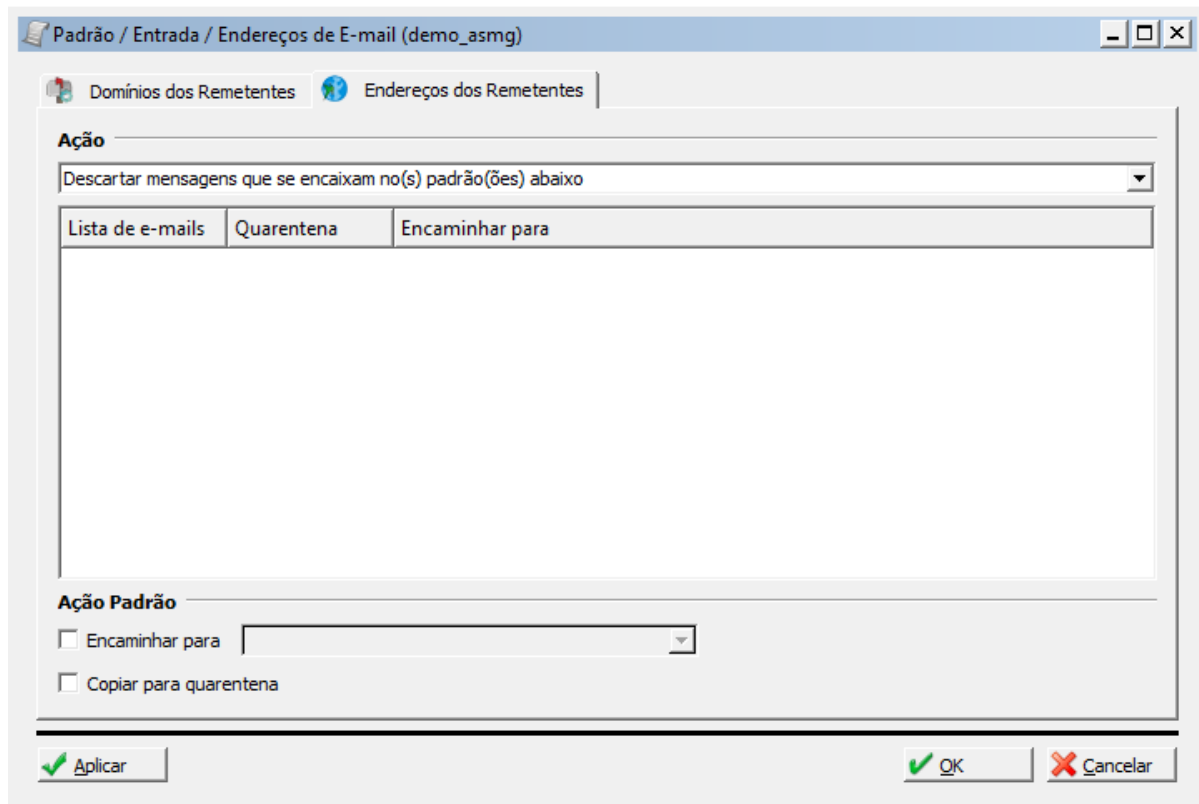 Padrão / Entrada / Endereços de E-mail (demo_asmg)
Domínios dos Remetentes Endereços dos Remetentes
Ação
Descartar mensagens que se encaixam no(s) padrão(ões) abaixo
Lista de e-mails Quarentena Encaminhar para
Ação Padrão
Encaminhar para
Copiar para quarentena
Aplicar OK Cancelar